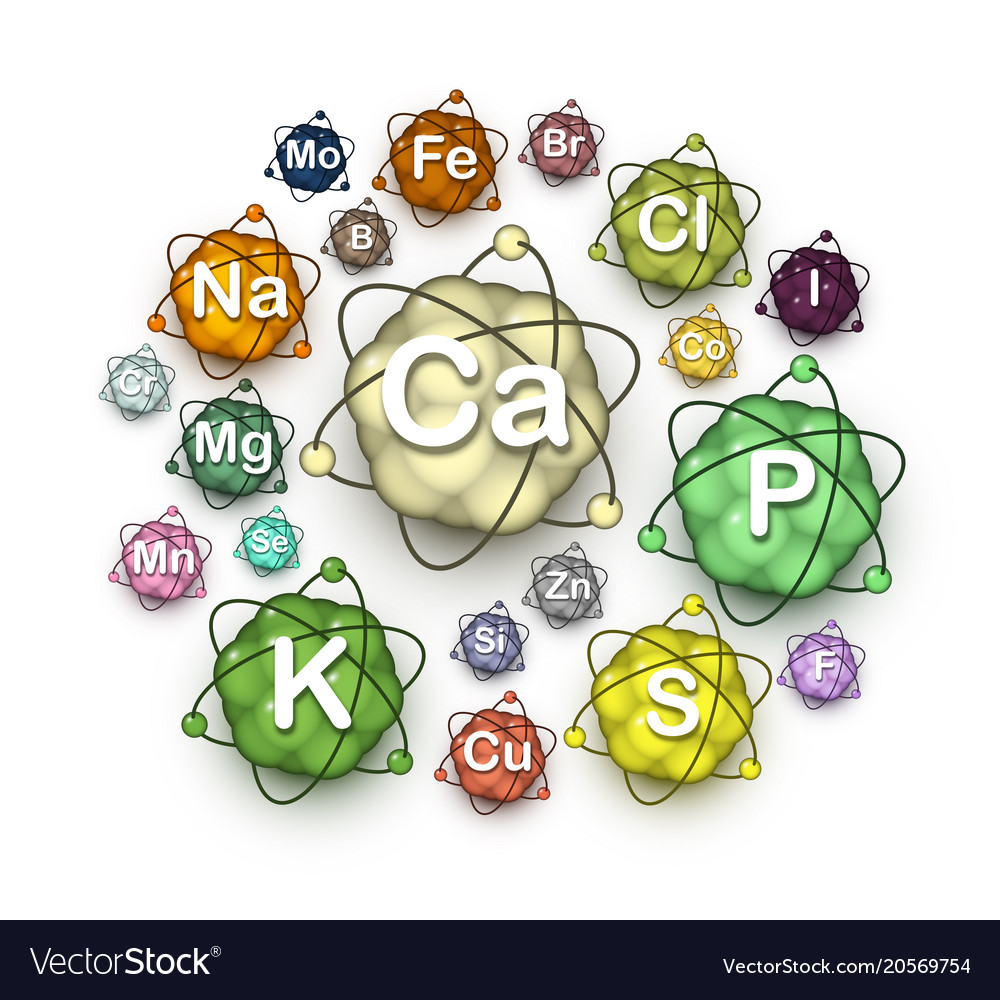 Mo
Fe
Br
B
Cl
Na
I
Co
Cr
Ca
Mg
P
Mn
Se
Zn
Si
K
S
F
Cu
VectorStock®
VectorStock.com/20569754